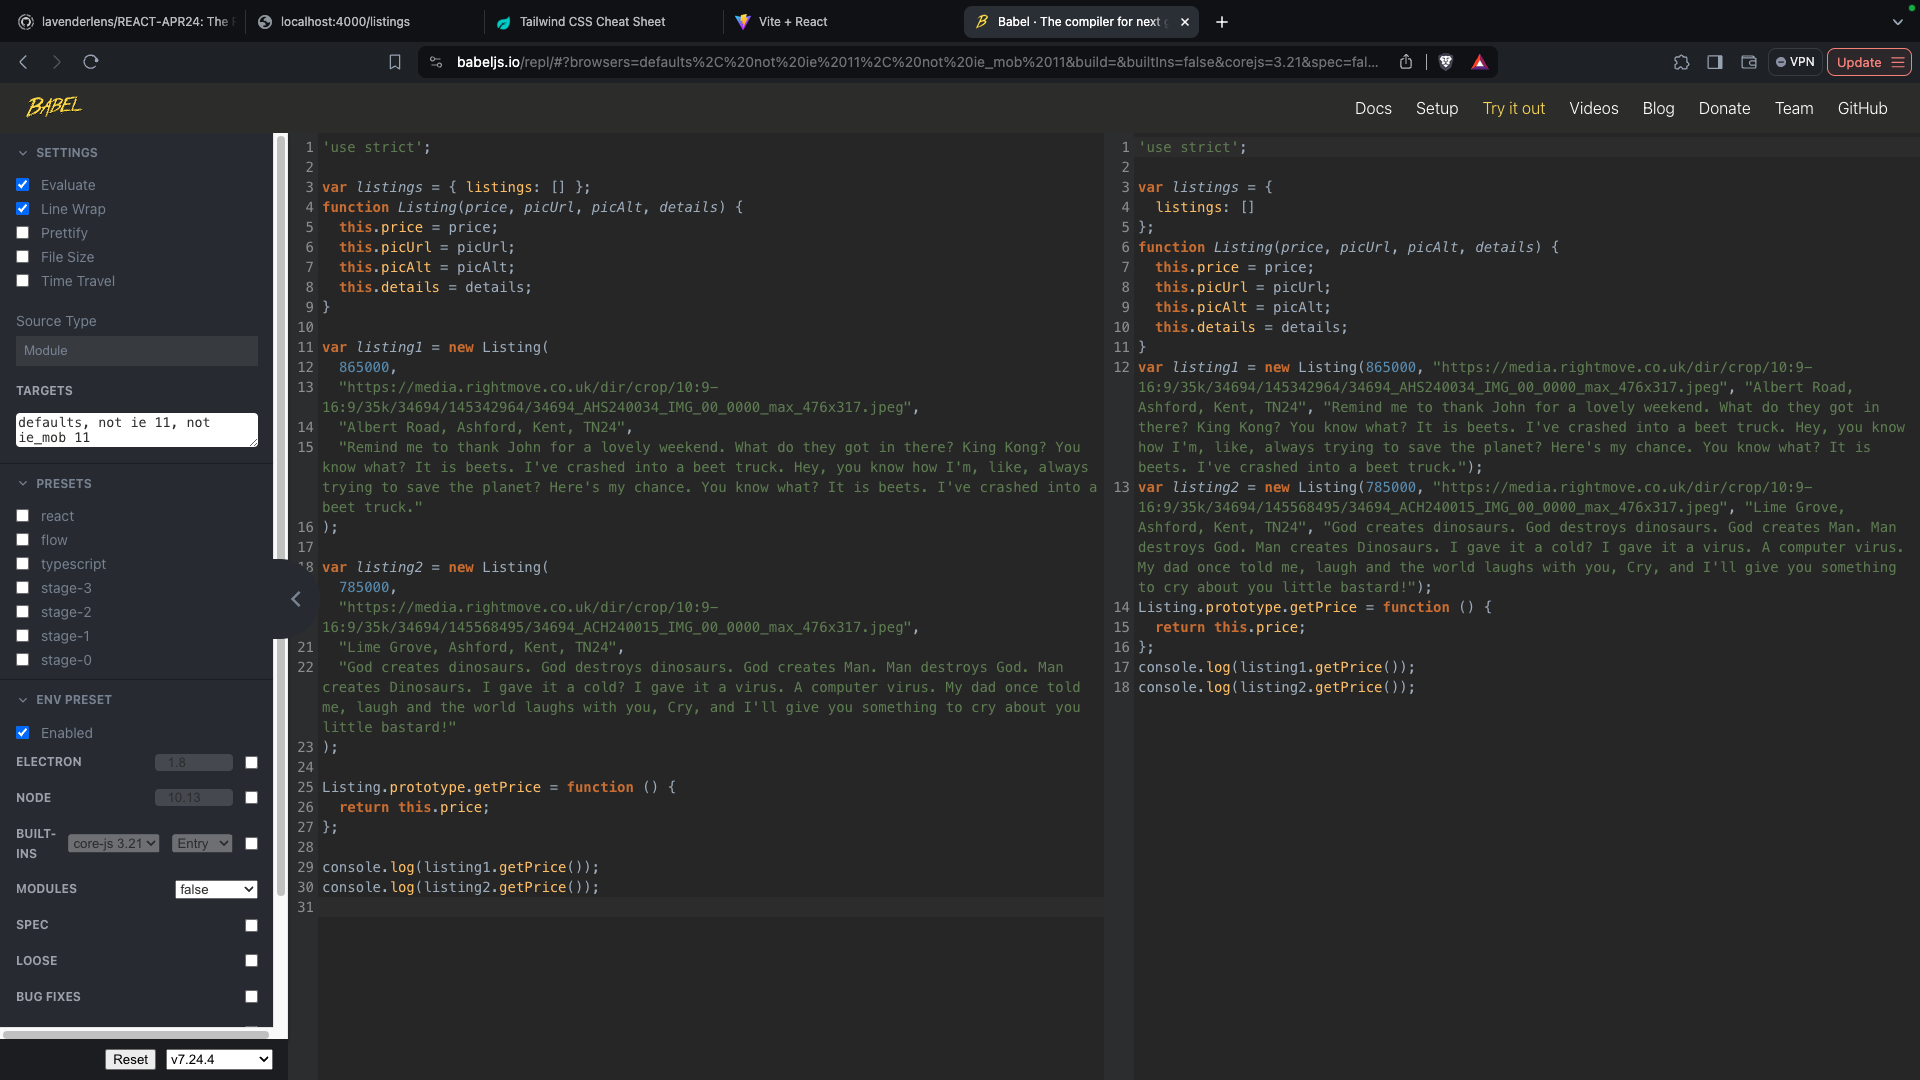 lavenderlens/REACT-APR24: The
localhost:4000/listings
Tailwind CSS Cheat Sheet
Vite + React
Babel · The compiler for next
babeljs.io/repl/#?browsers=defaults%2C%20not%20ie%2011%2C%20not%20ie_mob%2011&build=&builtIns=false&corejs=3.21&spec=fal...
VPN
Update
BABEL
Docs
Setup
Try it out
Videos
Blog
Donate
Team
GitHub
SETTINGS
Evaluate
Line Wrap
Prettify
File Size
Time Travel
Source Type
Module
TARGETS
defaults, not ie 11, not
ie_mob 11
PRESETS
react
flow
typescript
stage-3
stage-2
stage-1
stage-0
ENV PRESET
Enabled
ELECTRON 1.8
NODE 10.13
BUILT-
INS core-js 3.21 Entry
MODULES false
SPEC
LOOSE
BUG FIXES
Reset v7.24.4
1 'use strict';
2
3 var listings = { listings: [] };
4 function Listing(price, picUrl, picAlt, details) {
5 this.price = price;
6 this.picUrl = picUrl;
7 this.picAlt = picAlt;
8 this.details = details;
9 }
10
11 var listing1 = new Listing(
12 865000,
13 "https://media.rightmove.co.uk/dir/crop/10:9-
16:9/35k/34694/145342964/34694_AHS240034_IMG_00_0000_max_476x317.jpeg",
14 "Albert Road, Ashford, Kent, TN24",
15 "Remind me to thank John for a lovely weekend. What do they got in there? King Kong? You
know what? It is beets. I've crashed into a beet truck. Hey, you know how I'm, like, always
trying to save the planet? Here's my chance. You know what? It is beets. I've crashed into a
beet truck."
16 );
17
18 var listing2 = new Listing(
785000,
"https://media.rightmove.co.uk/dir/crop/10:9-
16:9/35k/34694/145568495/34694_ACH240015_IMG_00_0000_max_476x317.jpeg",
21 "Lime Grove, Ashford, Kent, TN24",
22 "God creates dinosaurs. God destroys dinosaurs. God creates Man. Man destroys God. Man
creates Dinosaurs. I gave it a cold? I gave it a virus. A computer virus. My dad once told
me, laugh and the world laughs with you, Cry, and I'll give you something to cry about you
little bastard!"
23 );
24
25 Listing.prototype.getPrice = function () {
26 return this.price;
27 };
28
29 console.log(listing1.getPrice());
30 console.log(listing2.getPrice());
31
1 'use strict';
2
3 var listings = {
4 listings: []
5 };
6 function Listing(price, picUrl, picAlt, details) {
7 this.price = price;
8 this.picUrl = picUrl;
9 this.picAlt = picAlt;
10 this.details = details;
11 }
12 var listing1 = new Listing(865000, "https://media.rightmove.co.uk/dir/crop/10:9-
16:9/35k/34694/145342964/34694_AHS240034_IMG_00_0000_max_476x317.jpeg", "Albert Road,
Ashford, Kent, TN24", "Remind me to thank John for a lovely weekend. What do they got in
there? King Kong? You know what? It is beets. I've crashed into a beet truck. Hey, you know
how I'm, like, always trying to save the planet? Here's my chance. You know what? It is
beets. I've crashed into a beet truck.");
13 var listing2 = new Listing(785000, "https://media.rightmove.co.uk/dir/crop/10:9-
16:9/35k/34694/145568495/34694_ACH240015_IMG_00_0000_max_476x317.jpeg", "Lime Grove,
Ashford, Kent, TN24", "God creates dinosaurs. God destroys dinosaurs. God creates Man. Man
destroys God. Man creates Dinosaurs. I gave it a cold? I gave it a virus. A computer virus.
My dad once told me, laugh and the world laughs with you, Cry, and I'll give you something
to cry about you little bastard!");
14 Listing.prototype.getPrice = function () {
15 return this.price;
16 };
17 console.log(listing1.getPrice());
18 console.log(listing2.getPrice());